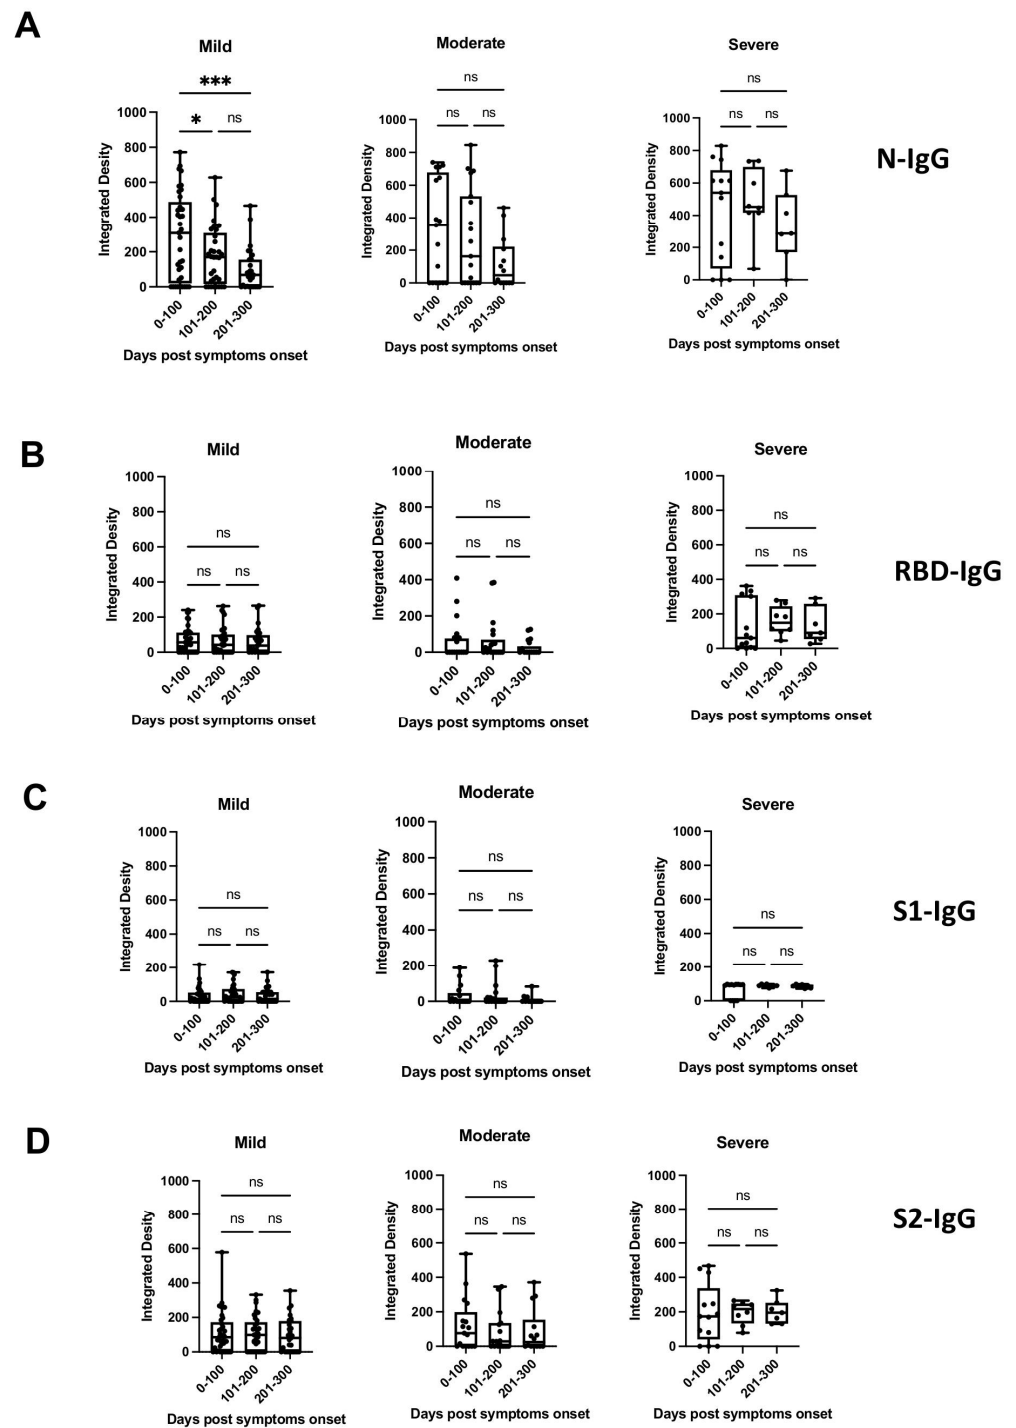 A
Mild
Moderate
Severe
***
ns
ns
* ns
ns ns
ns ns
1000
800
600
400
200
0
Integrated Desity
0-100
101-200
201-300
Days post symptoms onset
1000
800
600
400
200
0
Integrated Density
0-100
101-200
201-300
Days post symptoms onset
1000
800
600
400
200
0
Integrated Density
0-100
101-200
201-300
Days post symptoms onset
N-IgG
B
Mild
Moderate
Severe
ns
ns ns
1000
800
600
400
200
0
Integrated Desity
0-100
101-200
201-300
Days post symptoms onset
ns
ns ns
1000
800
600
400
200
0
Integrated Density
0-100
101-200
201-300
Days post symptoms onset
ns
ns ns
1000
800
600
400
200
0
Integrated Density
0-100
101-200
201-300
Days post symptoms onset
RBD-IgG
C
Mild
Moderate
Severe
ns
ns ns
1000
800
600
400
200
0
Integrated Desity
0-100
101-200
201-300
Days post symptoms onset
ns
ns ns
1000
800
600
400
200
0
Integrated Density
0-100
101-200
201-300
Days post symptoms onset
ns
ns ns
1000
800
600
400
200
0
Integrated Density
0-100
101-200
201-300
Days post symptoms onset
S1-IgG
D
Mild
Moderate
Severe
ns
ns ns
1000
800
600
400
200
0
Integrated Desity
0-100
101-200
201-300
Days post symptoms onset
ns
ns ns
1000
800
600
400
200
0
Integrated Density
0-100
101-200
201-300
Days post symptoms onset
ns
ns ns
1000
800
600
400
200
0
Integrated Density
0-100
101-200
201-300
Days post symptoms onset
S2-IgG